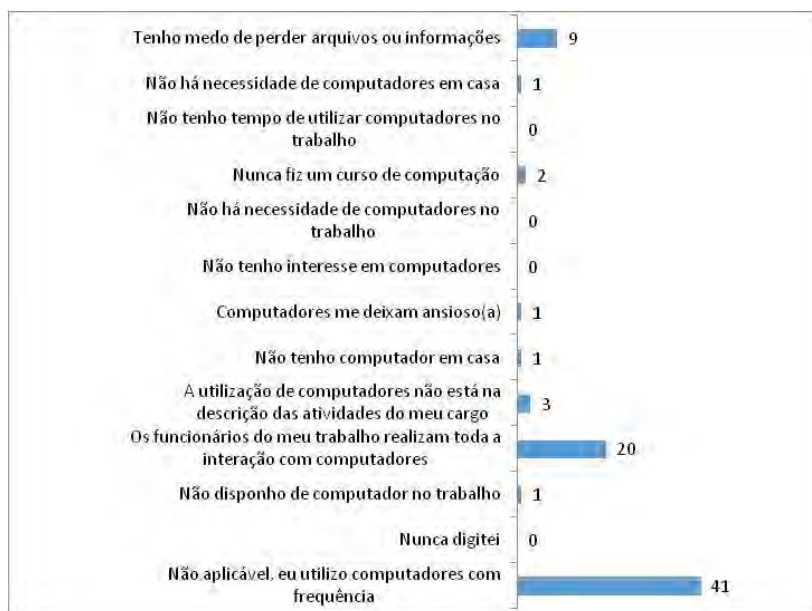 Tenho medo de perder arquivos ou informações
9
Não há necessidade de computadores em casa
1
Não tenho tempo de utilizar computadores no
trabalho
0
Nunca fiz um curso de computação
2
Não há necessidade de computadores no
trabalho
0
Não tenho interesse em computadores
0
Computadores me deixam ansioso(a)
1
Não tenho computador em casa
1
A utilização de computadores não está na
descrição das atividades do meu cargo
3
Os funcionários do meu trabalho realizam toda a
interação com computadores
20
Não disponho de computador no trabalho
1
Nunca digitei
0
Não aplicável, eu utilizo computadores com
frequência
41